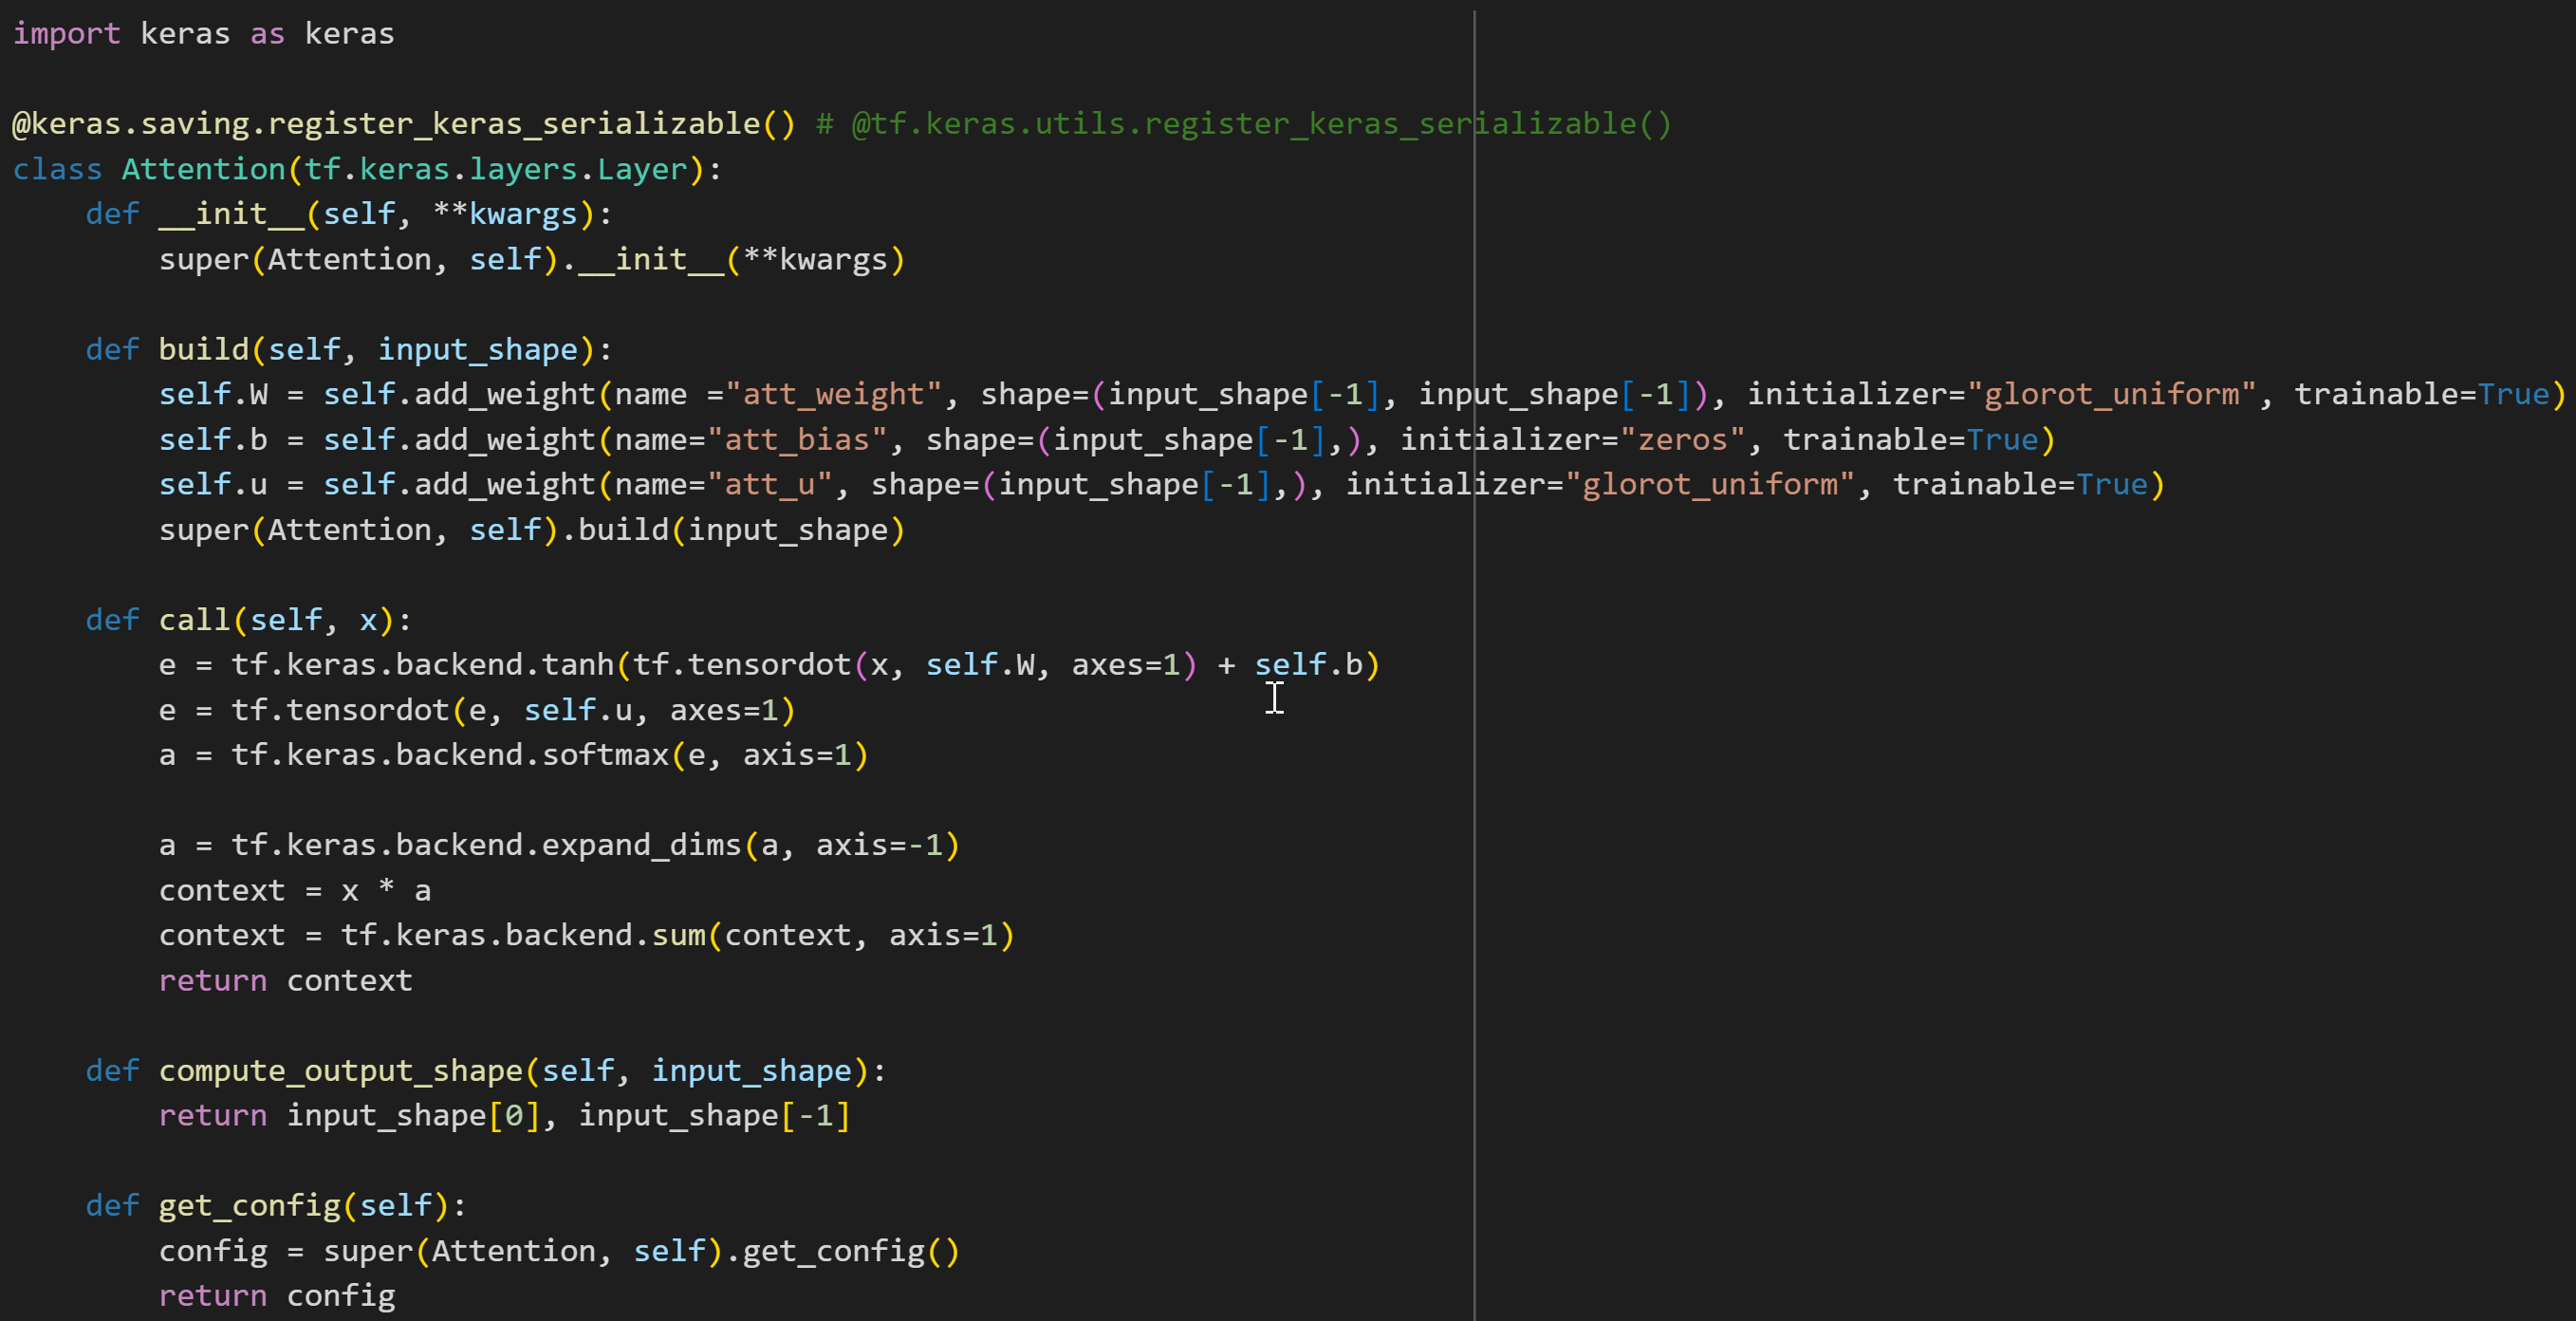 import keras as keras
@keras.saving.register_keras_serializable() # @tf.keras.utils.register_keras_serializable()
class Attention(tf.keras.layers.Layer):
    def __init__(self, **kwargs):
        super(Attention, self).__init__(**kwargs)
    def build(self, input_shape):
        self.W = self.add_weight(name ="att_weight", shape=(input_shape[-1], input_shape[-1]), initializer="glorot_uniform", trainable=True)
        self.b = self.add_weight(name="att_bias", shape=(input_shape[-1],), initializer="zeros", trainable=True)
        self.u = self.add_weight(name="att_u", shape=(input_shape[-1],), initializer="glorot_uniform", trainable=True)
        super(Attention, self).build(input_shape)
    def call(self, x):
        e = tf.keras.backend.tanh(tf.tensordot(x, self.W, axes=1) + self.b)
        e = tf.tensordot(e, self.u, axes=1)
        a = tf.keras.backend.softmax(e, axis=1)
        a = tf.keras.backend.expand_dims(a, axis=-1)
        context = x * a
        context = tf.keras.backend.sum(context, axis=1)
        return context
    def compute_output_shape(self, input_shape):
        return input_shape[0], input_shape[-1]
    def get_config(self):
        config = super(Attention, self).get_config()
        return config